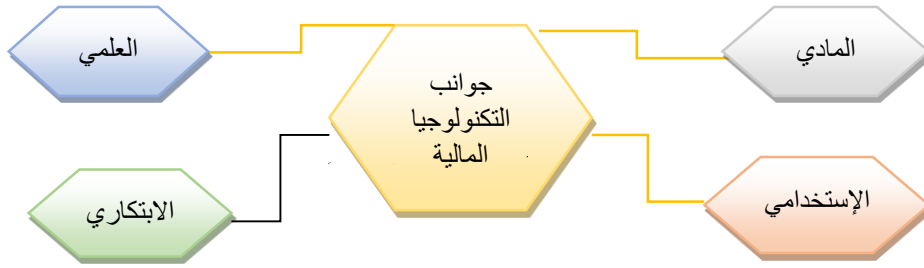 المادي
العلمي
جوانب
التكنولوجيا
المالية
الإستخدامي
الابتكاري